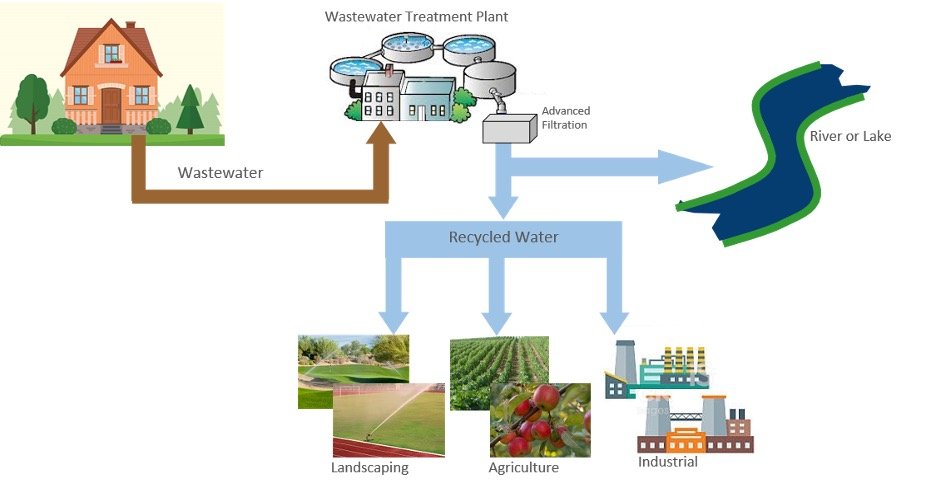 Wastewater Treatment Plant
Advanced
Filtration
River or Lake
Wastewater
Recycled Water
Landscaping
Agriculture
Industrial